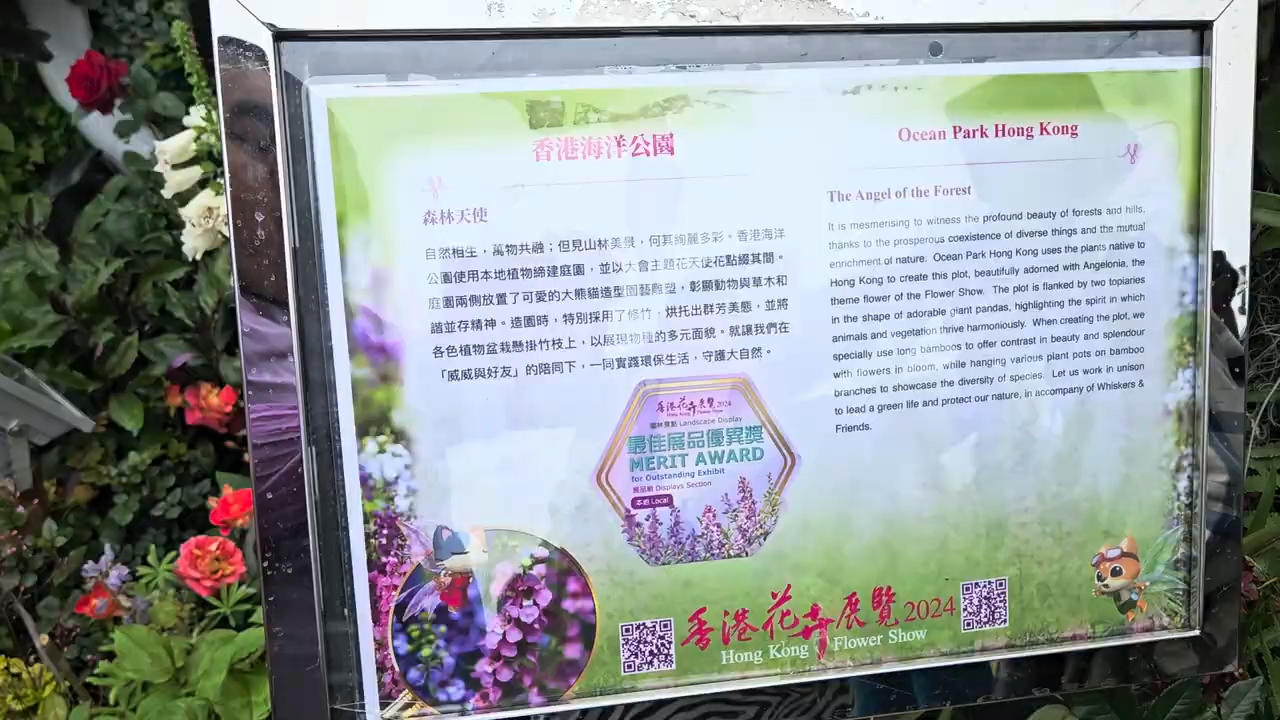 香港海洋公園
森林天使
自然相生，萬物共融；但見山林美景，何其絢麗多彩。香港海洋
公園使用本地植物締建庭園，並以大會主題花天使花點綴其間。
庭園兩側放置了可愛的大熊貓造型園藝雕塑，彰顯動物與草木和
諧並存精神。造園時，特別採用了修竹，烘托出群芳美態，並將
各色植物盆栽懸掛竹枝上，以展現物種的多元面貌。就讓我們在
「威威與好友」的陪同下，一同實踐環保生活，守護大自然。
Ocean Park Hong Kong
The Angel of the Forest
It is mesmerising to witness the profound beauty of forests and hills,
thanks to the prosperous coexistence of diverse things and the mutual
enrichment of nature. Ocean Park Hong Kong uses the plants native to
Hong Kong to create this plot, beautifully adorned with Angelonia, the
theme flower of the Flower Show. The plot is flanked by two topiaries
in the shape of adorable giant pandas, highlighting the spirit in which
animals and vegetation thrive harmoniously. When creating the plot, we
specially use long bamboos to offer contrast in beauty and splendour
with flowers in bloom, while hanging various plant pots on bamboo
branches to showcase the diversity of species. Let us work in unison
to lead a green life and protect our nature, in accompany of Whiskers &
Friends.
香港花卉展覽 2024
Hong Kong Flower Show
園林景點 Landscape Display
最佳展品優異獎
MERIT AWARD
for Outstanding Exhibit
展品組 Displays Section
本地 Local
香港花卉展覽 2024
Hong Kong Flower Show